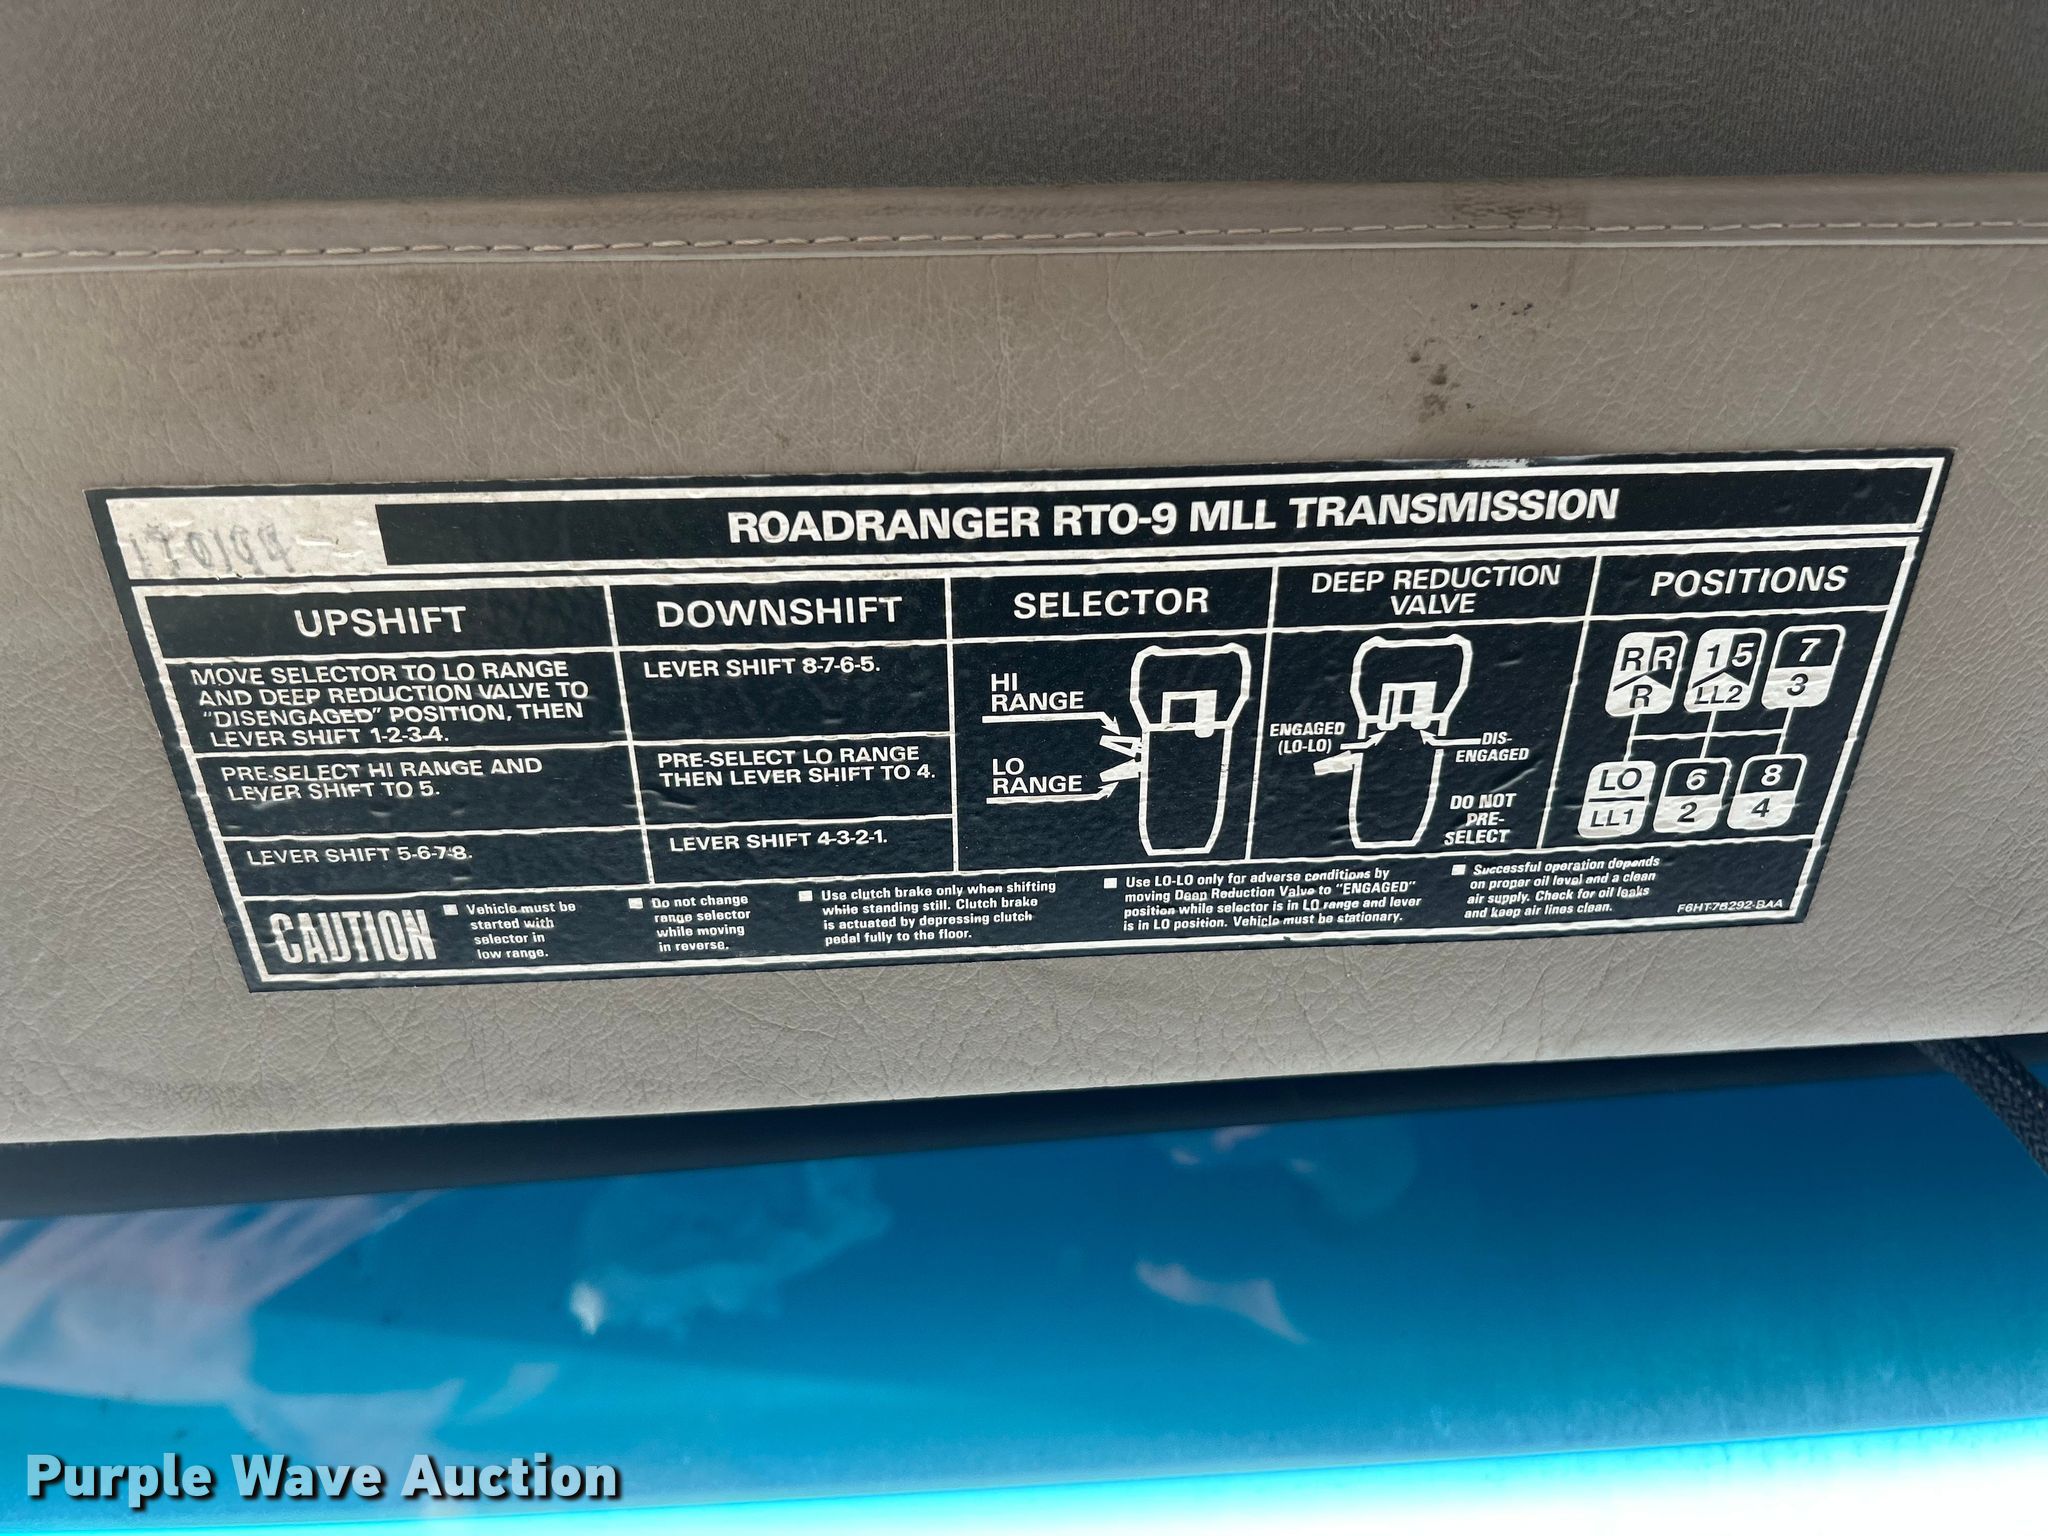 170199
ROADRANGER RTO-9 MLL TRANSMISSION
UPSHIFT
MOVE SELECTOR TO LO RANGE
AND DEEP REDUCTION VALVE TO
"DISENGAGED" POSITION, THEN
LEVER SHIFT 1-2-3-4.
PRE-SELECT HI RANGE AND
LEVER SHIFT TO 5.
LEVER SHIFT 5-6-7-8.
DOWNSHIFT
LEVER SHIFT 8-7-6-5.
PRE-SELECT LO RANGE
THEN LEVER SHIFT TO 4.
LEVER SHIFT 4-3-2-1.
SELECTOR
HI
RANGE
LO
RANGE
DEEP REDUCTION
VALVE
ENGAGED
(LO-LO)
DIS-
ENGAGED
DO NOT
PRE-
SELECT
POSITIONS
R R 1 5 7
R LL2 3
LO 6 8
LL1 2 4
CAUTION
Vehicle must be
started with
selector in
low range.
Do not change
range selector
while moving
in reverse.
Use clutch brake only when shifting
while standing still. Clutch brake
is actuated by depressing clutch
pedal fully to the floor.
Use LO-LO only for adverse conditions by
moving Deep Reduction Valve to "ENGAGED"
position while selector is in LO range and lever
is in LO position. Vehicle must be stationary.
Successful operation depends
on proper oil level and a clean
air supply. Check for oil leaks
and keep air lines clean.
F6HT-7B292-BAA
Purple Wave Auction